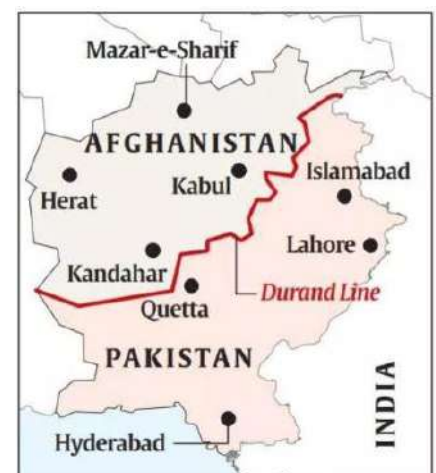 Mazar-e-Sharif
AFGHANISTAN
Islamabad
Kabul
Herat
Lahore
Kandahar
Durand Line
Quetta
PAKISTAN
INDIA
Hyderabad